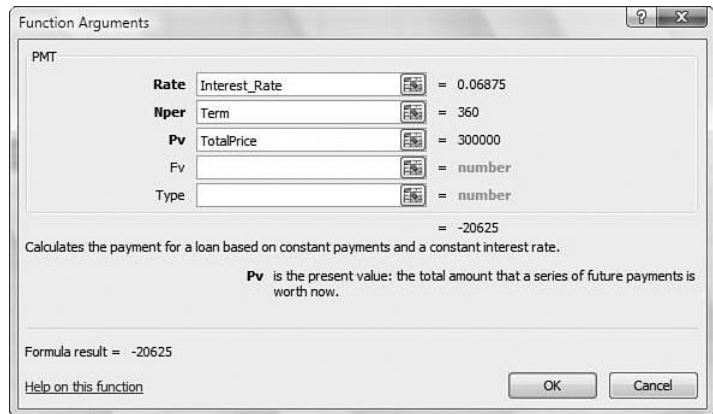 Function Arguments
PMT
Rate Interest_Rate = 0.06875
Nper Term = 360
Pv TotalPrice = 300000
Fv = number
Type = number
= -20625
Calculates the payment for a loan based on constant payments and a constant interest rate.
Pv is the present value: the total amount that a series of future payments is
worth now.
Formula result = -20625
Help on this function
OK Cancel